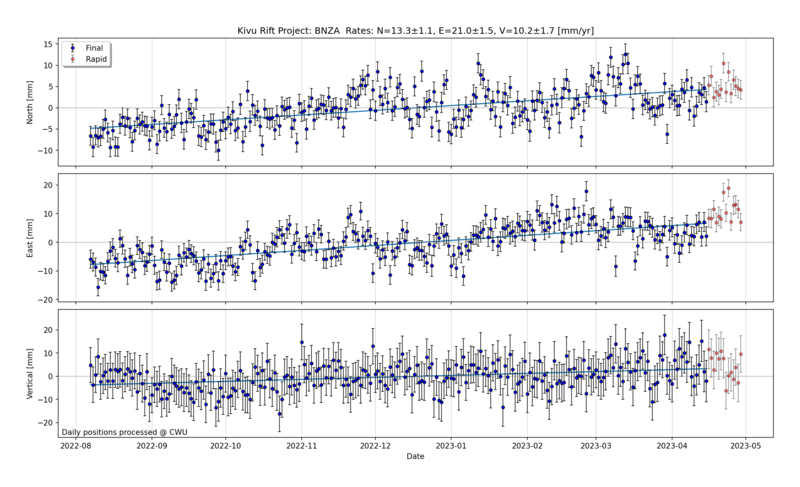 Kivu Rift Project: BNZA  Rates: N=13.3±1.1, E=21.0±1.5, V=10.2±1.7 [mm/yr]
Final
Rapid
North [mm]
15
10
5
0
−5
−10
East [mm]
20
10
0
−10
−20
Vertical [mm]
20
10
0
−10
−20
Daily positions processed @ CWU
2022-08 2022-09 2022-10 2022-11 2022-12 2023-01 2023-02 2023-03 2023-04 2023-05
Date